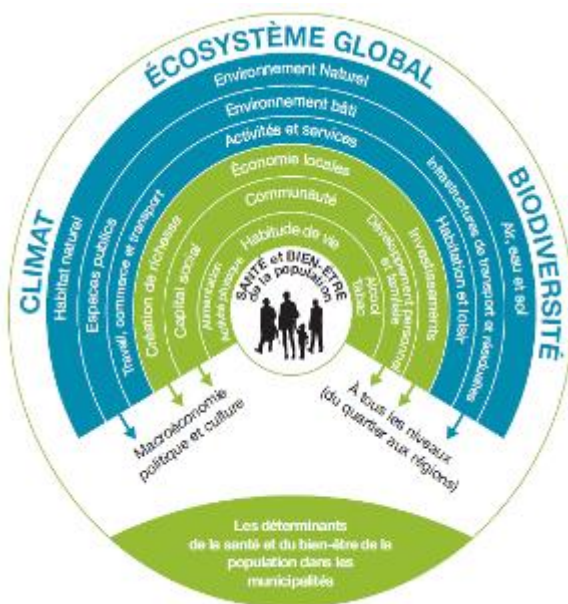 ÉCOSYSTÈME GLOBAL
CLIMAT
BIODIVERSITÉ
Environnement Naturel
Habitat naturel
Air, eau et sol
Environnement bâti
Espaces publics
Infrastructures de transport et résiduelles
Activités et services
Travail, commerce et transport
Habitation et loisir
Économie locales
Création de richesse
Investissements
Communauté
Capital social
Développement personnel
et familiale
Habitude de vie
Alimentation
Activité physique
Alcool
Tabac
SANTÉ et BIEN-ÊTRE
de la population
Macroéconomie
politique et culture
À tous les niveaux
(du quartier aux régions)
Les déterminants
de la santé et du bien-être de la
population dans les
municipalités